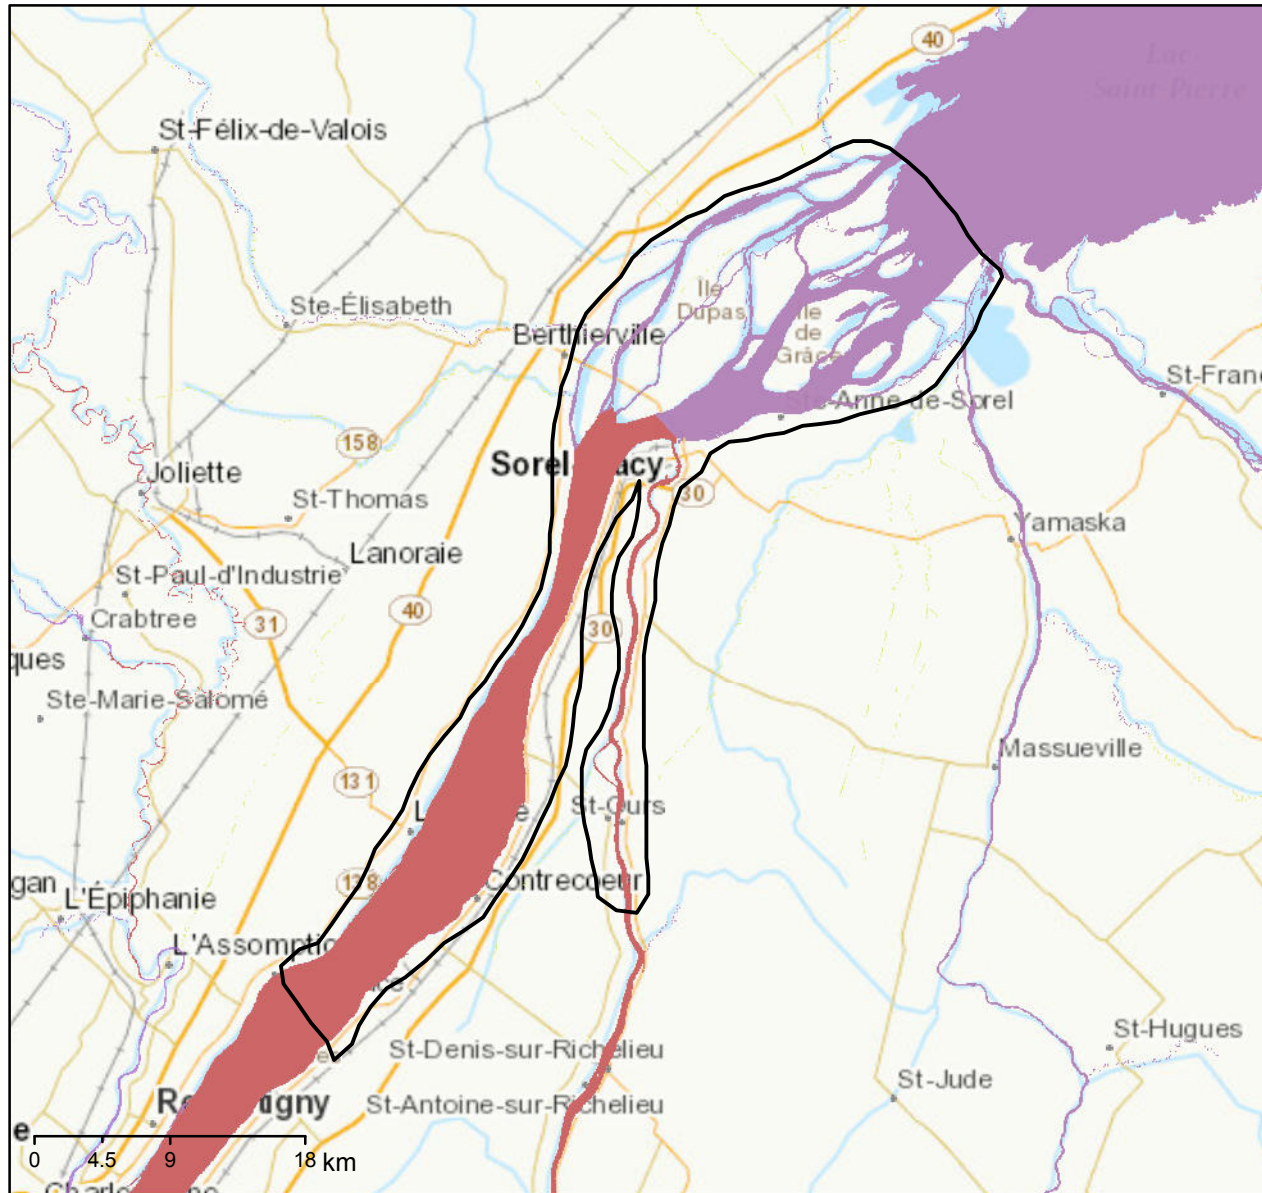 40
Lac
Saint Pierre
St-Félix-de-Valois
Ste-Élisabeth
Île
Dupas
Île
de
Grâce
Berthierville
St-Fran
Ste-Anne-de-Sorel
158
Joliette
St-Thomas
30
Yamaska
Lanoraie
St-Paul-d'Industrie
Crabtree
31
40
30
ques
Ste-Marie-Salomé
Massueville
131
St-Ours
138
Contrecoeur
gan
L'Épiphanie
St-Hugues
St-Denis-sur-Richelieu
St-Jude
St-Antoine-sur-Richelieu
e
0 4.5 9 18 km